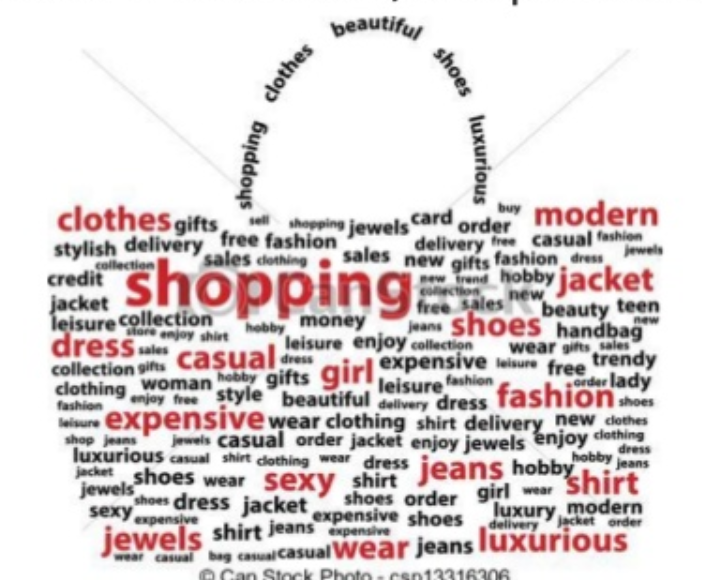 beautiful
clothes shoes
shopping luxurious
clothes gifts sell shopping jewels card order buy modern
stylish delivery free fashion delivery free casual fashion jewels
collection sales clothing sales new gifts fashion dress
credit shopping new trend hobby jacket
jacket collection free sales new beauty teen
leisure collection hobby money jeans shoes handbag new
store enjoy shirt
dress sales leisure enjoy collection wear gifts sales
collection gifts casual dress girl expensive leisure free trendy
clothing woman hobby gifts leisure fashion order lady
fashion enjoy free style beautiful delivery dress fashion shoes
leisure expensive wear clothing shirt delivery new clothes
shop jeans jewels casual order jacket enjoy jewels enjoy clothing
luxurious casual shirt clothing wear dress jeans hobby hobby dress jeans
jacket shoes wear sexy shirt shirt
jewels shoes dress jacket shoes order girl wear
sexy expensive expensive shoes luxury modern
delivery jacket order
jewels shirt jeans expensive luxurious
wear casual bag casual casual wear jeans
© Can Stock Photo - csp13316306